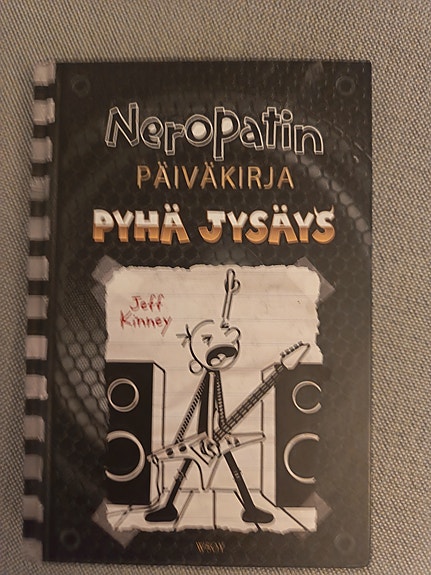 Neropatin
PÄIVÄKIRJA
PYHÄ JYSÄYS
Jeff
Kinney
WSOY